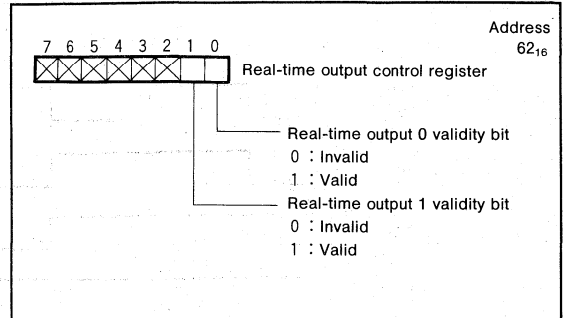 Address
7 6 5 4 3 2 1 0
62₁₆
Real-time output control register
Real-time output 0 validity bit
0 : Invalid
1 : Valid
Real-time output 1 validity bit
0 : Invalid
1 : Valid